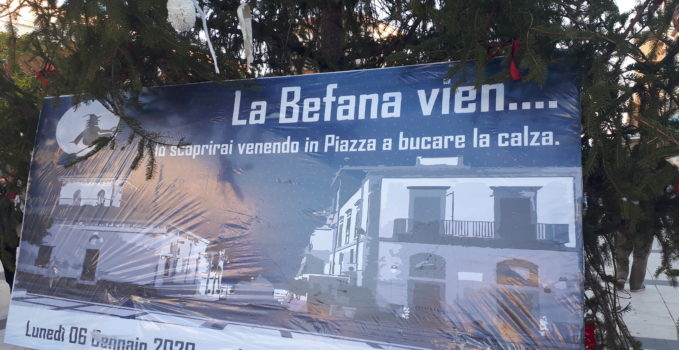 La Befana vien....
lo scoprirai venendo in Piazza a bucare la calza.
Lunedì 06 Gennaio 2020